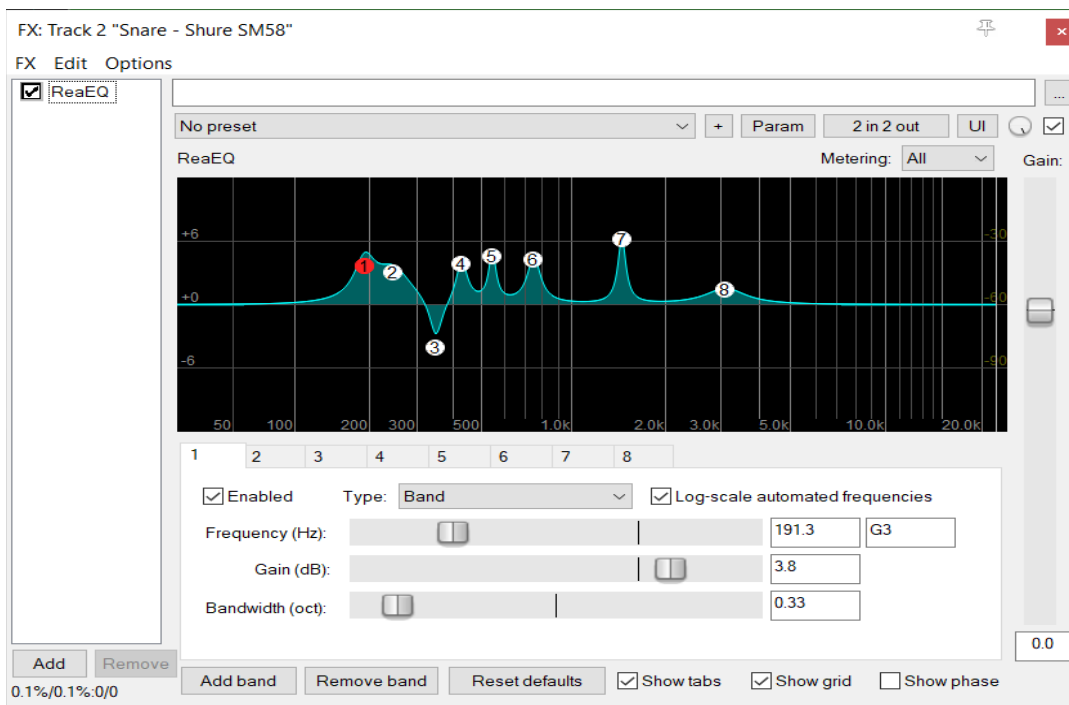 FX: Track 2 "Snare - Shure SM58"
FX Edit Options
ReaEQ
...
No preset + Param 2 in 2 out UI
ReaEQ Metering: All Gain:
+6 -30
+0 -60
-6 -90
1 2 3 4 5 6 7 8
50 100 200 300 500 1.0k 2.0k 3.0k 5.0k 10.0k 20.0k
1 2 3 4 5 6 7 8
Enabled Type: Band Log-scale automated frequencies
Frequency (Hz): 191.3 G3
Gain (dB): 3.8
Bandwidth (oct): 0.33
0.0
Add Remove
Add band Remove band Reset defaults Show tabs Show grid Show phase
0.1%/0.1%:0/0